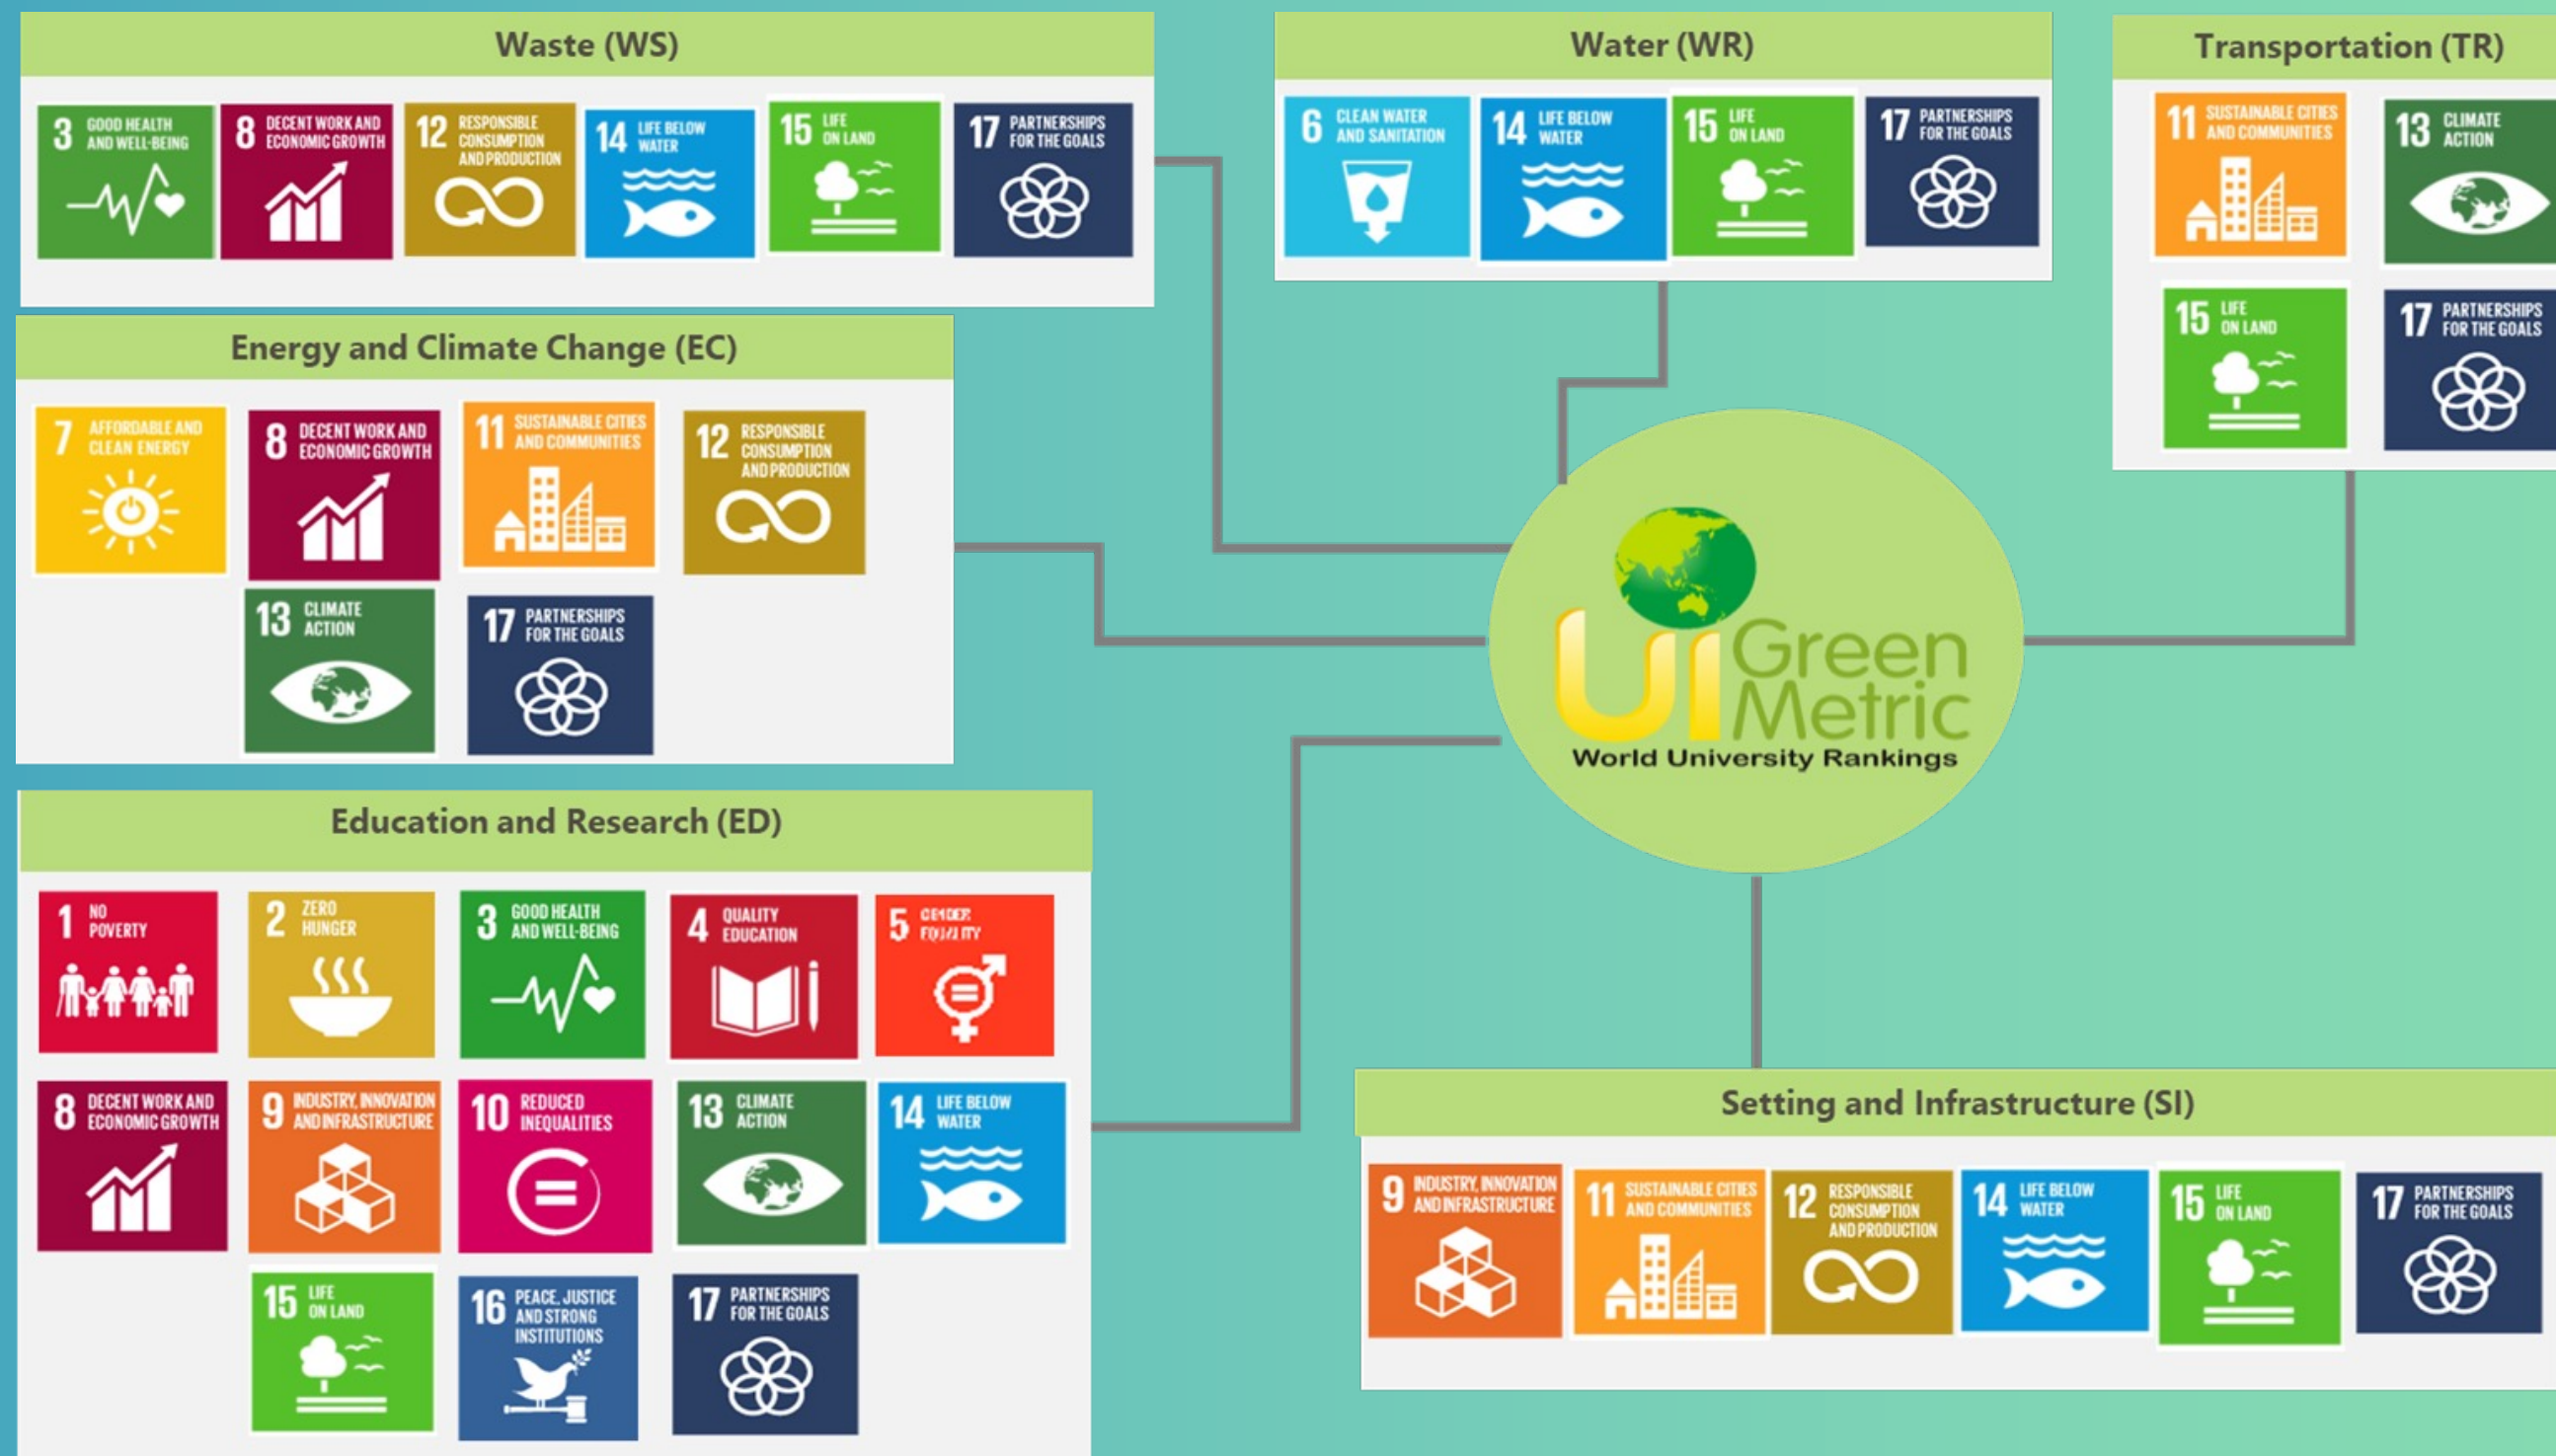 Waste (WS)
3 GOOD HEALTH
AND WELL-BEING
8 DECENT WORK AND
ECONOMIC GROWTH
12 RESPONSIBLE
CONSUMPTION
AND PRODUCTION
14 LIFE BELOW
WATER
15 LIFE
ON LAND
17 PARTNERSHIPS
FOR THE GOALS
Water (WR)
6 CLEAN WATER
AND SANITATION
14 LIFE BELOW
WATER
15 LIFE
ON LAND
17 PARTNERSHIPS
FOR THE GOALS
Transportation (TR)
11 SUSTAINABLE CITIES
AND COMMUNITIES
13 CLIMATE
ACTION
15 LIFE
ON LAND
17 PARTNERSHIPS
FOR THE GOALS
Energy and Climate Change (EC)
7 AFFORDABLE AND
CLEAN ENERGY
8 DECENT WORK AND
ECONOMIC GROWTH
11 SUSTAINABLE CITIES
AND COMMUNITIES
12 RESPONSIBLE
CONSUMPTION
AND PRODUCTION
13 CLIMATE
ACTION
17 PARTNERSHIPS
FOR THE GOALS
UI Green
Metric
World University Rankings
Education and Research (ED)
1 NO
POVERTY
2 ZERO
HUNGER
3 GOOD HEALTH
AND WELL-BEING
4 QUALITY
EDUCATION
5 GENDER
EQUALITY
8 DECENT WORK AND
ECONOMIC GROWTH
9 INDUSTRY, INNOVATION
AND INFRASTRUCTURE
10 REDUCED
INEQUALITIES
13 CLIMATE
ACTION
14 LIFE BELOW
WATER
15 LIFE
ON LAND
16 PEACE, JUSTICE
AND STRONG
INSTITUTIONS
17 PARTNERSHIPS
FOR THE GOALS
Setting and Infrastructure (SI)
9 INDUSTRY, INNOVATION
AND INFRASTRUCTURE
11 SUSTAINABLE CITIES
AND COMMUNITIES
12 RESPONSIBLE
CONSUMPTION
AND PRODUCTION
14 LIFE BELOW
WATER
15 LIFE
ON LAND
17 PARTNERSHIPS
FOR THE GOALS